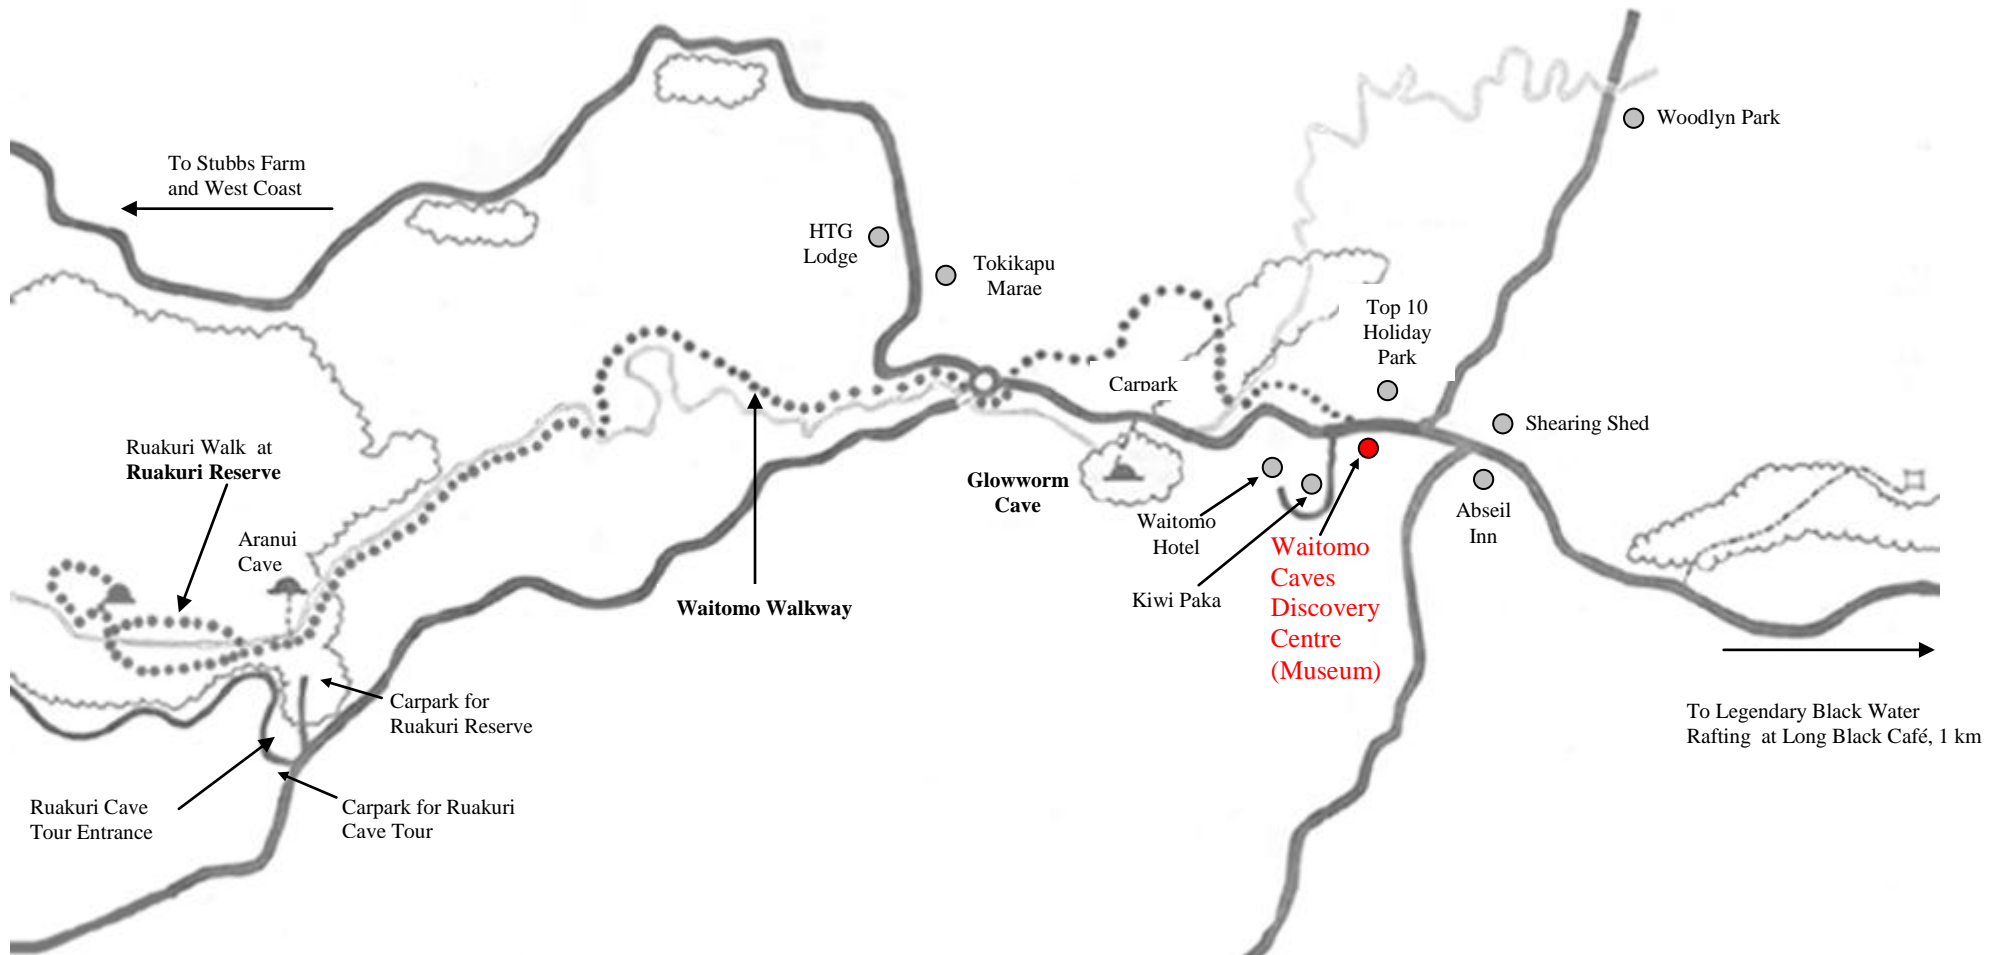 Woodlyn Park
To Stubbs Farm
and West Coast
HTG
Lodge
Tokikapu
Marae
Top 10
Holiday
Park
Carpark
Shearing Shed
Ruakuri Walk at
Ruakuri Reserve
Glowworm
Cave
Waitomo
Hotel
Abseil
Inn
Aranui
Cave
Waitomo
Caves
Discovery
Centre
(Museum)
Kiwi Paka
Waitomo Walkway
Carpark for
Ruakuri Reserve
To Legendary Black Water
Rafting at Long Black Café, 1 km
Ruakuri Cave
Tour Entrance
Carpark for Ruakuri
Cave Tour